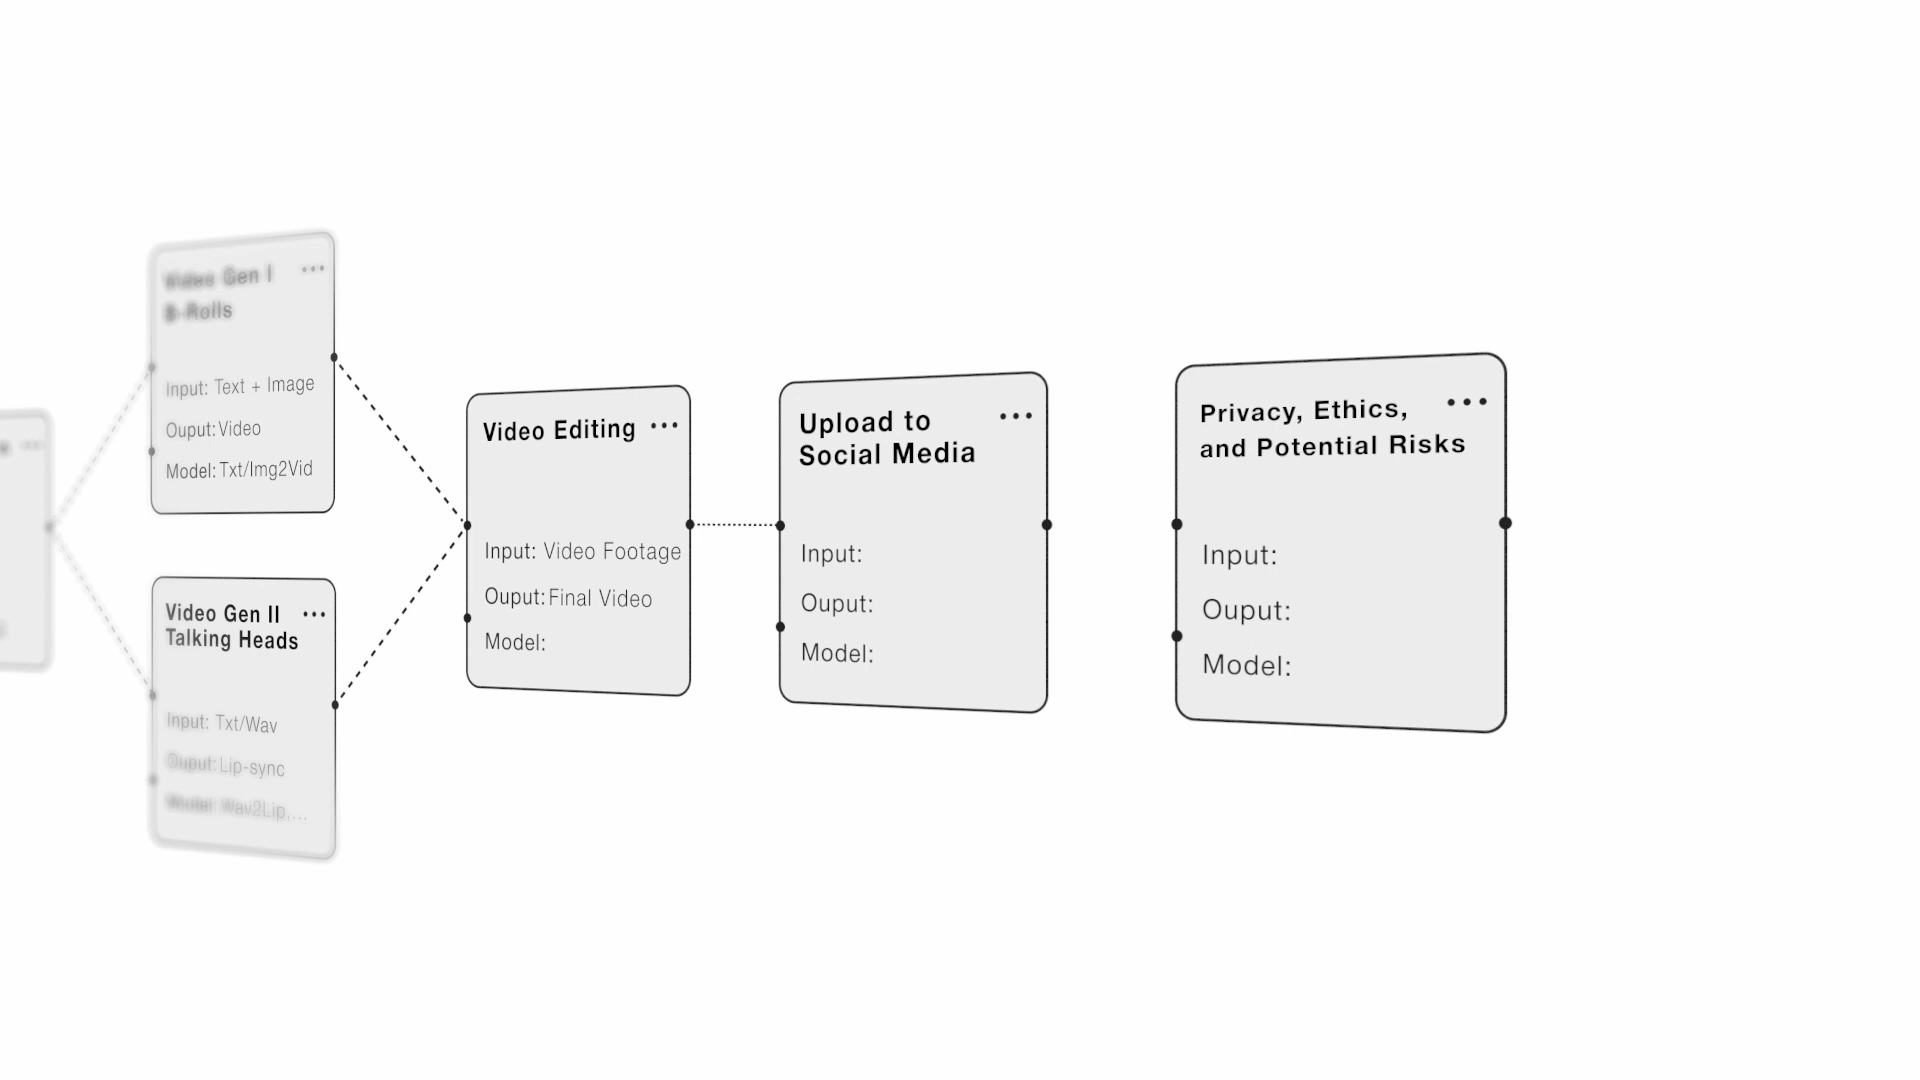 Video Gen I
B-Rolls
Input: Text + Image
Ouput: Video
Model: Txt/Img2Vid
Video Gen II
Talking Heads
Input: Txt/Wav
Ouput: Lip-sync
Model: Wav2Lip,...
Video Editing
Input: Video Footage
Ouput: Final Video
Model:
Upload to
Social Media
Input:
Ouput:
Model:
Privacy, Ethics,
and Potential Risks
Input:
Ouput:
Model: